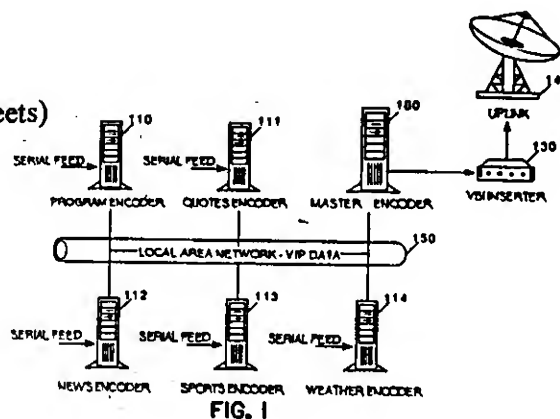 eets)
110
111
180
14
UPLINK
SERIAL FEED
SERIAL FEED
130
PROGRAM ENCODER
QUOTES ENCODER
MASTER ENCODER
VBI INSERTER
150
LOCAL AREA NETWORK - VIP DATA
112
113
114
SERIAL FEED
SERIAL FEED
SERIAL FEED
NEWS ENCODER
SPORTS ENCODER
WEATHER ENCODER
FIG. 1